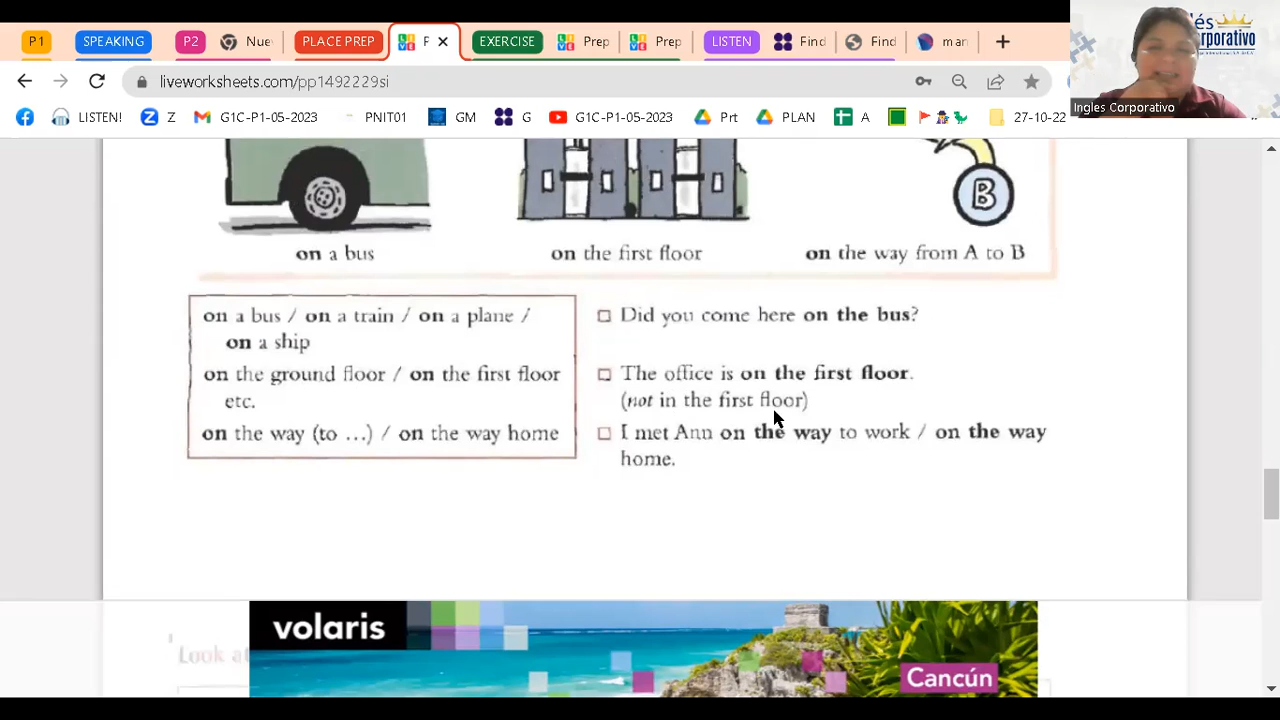 P1
SPEAKING
P2
Nue
PLACE PREP
P
EXERCISE
Prep
Prep
LISTEN
Find
Find
man
liveworksheets.com/pp1492229si
LISTEN!
Z
G1C-P1-05-2023
PNIT01
GM
G
G1C-P1-05-2023
Prt
PLAN
A
27-10-22
lés
orporativo
Ingles Corporativo
B
on a bus
on the first floor
on the way from A to B
on a bus / on a train / on a plane /
on a ship
on the ground floor / on the first floor
etc.
on the way (to ...) / on the way home
Did you come here on the bus?
The office is on the first floor.
(not in the first floor)
I met Ann on the way to work / on the way
home.
volaris
Look at
Cancún